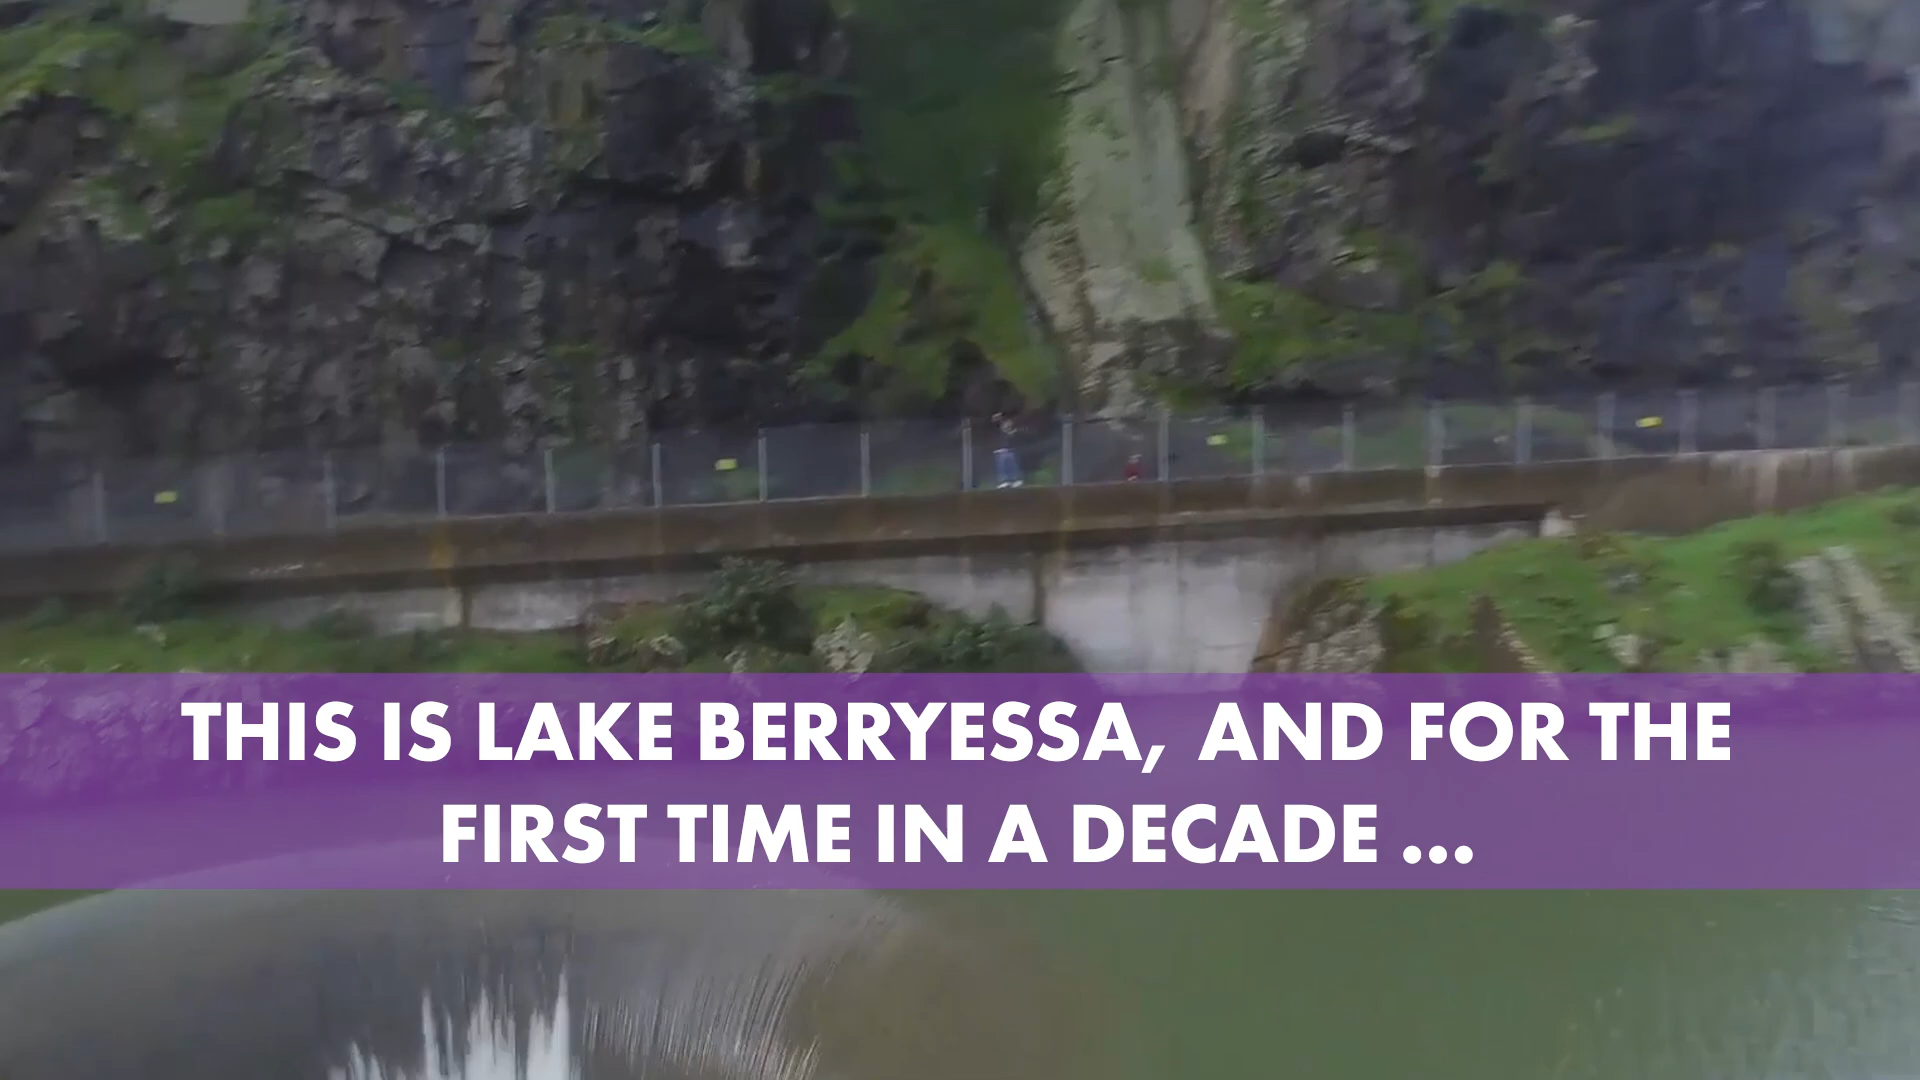 THIS IS LAKE BERRYESSA, AND FOR THE
FIRST TIME IN A DECADE ...